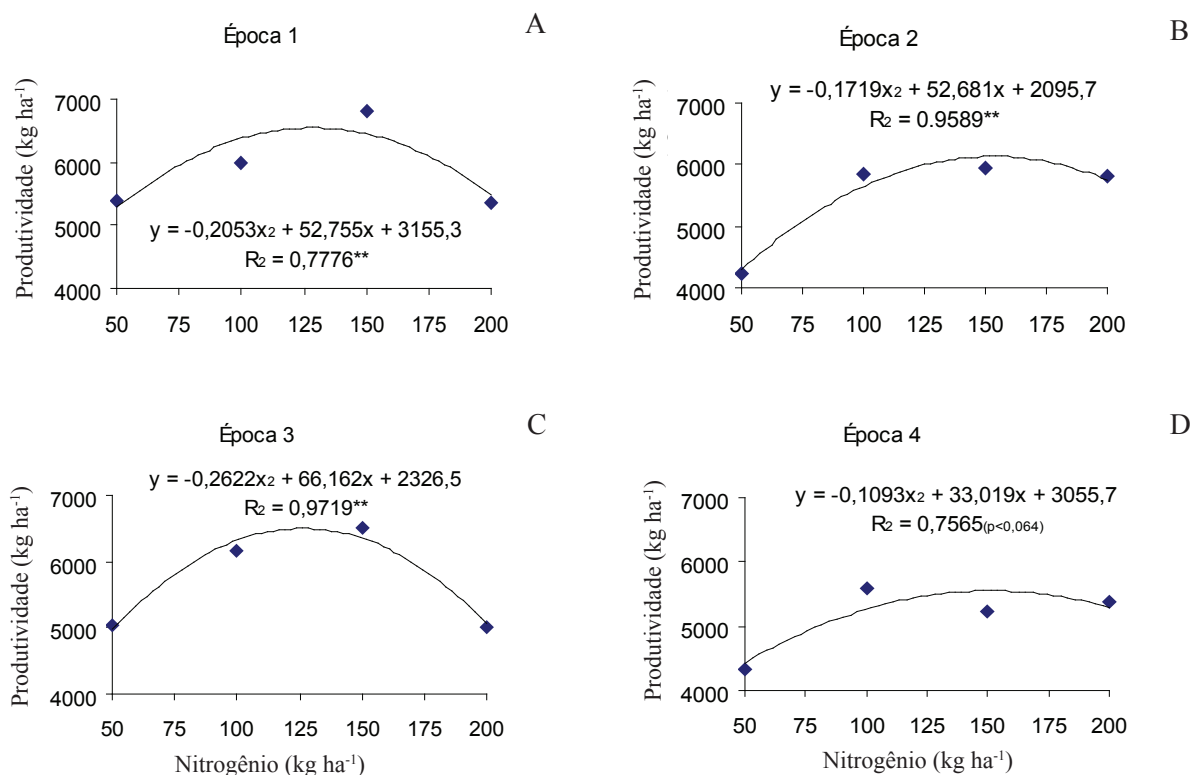 Época 1
A
Produtividade (kg ha-1)
7000
6000
5000
4000
y = -0,2053x2 + 52,755x + 3155,3
R2 = 0,7776**
50 75 100 125 150 175 200
Época 2
B
Produtividade (kg ha-1)
y = -0,1719x2 + 52,681x + 2095,7
R2 = 0.9589**
7000
6000
5000
4000
50 75 100 125 150 175 200
Época 3
C
Produtividade (kg ha-1)
y = -0,2622x2 + 66,162x + 2326,5
R2 = 0,9719**
7000
6000
5000
4000
50 75 100 125 150 175 200
Nitrogênio (kg ha-1)
Época 4
D
Produtividade (kg ha-1)
y = -0,1093x2 + 33,019x + 3055,7
R2 = 0,7565(p<0,064)
7000
6000
5000
4000
50 75 100 125 150 175 200
Nitrogênio (kg ha-1)